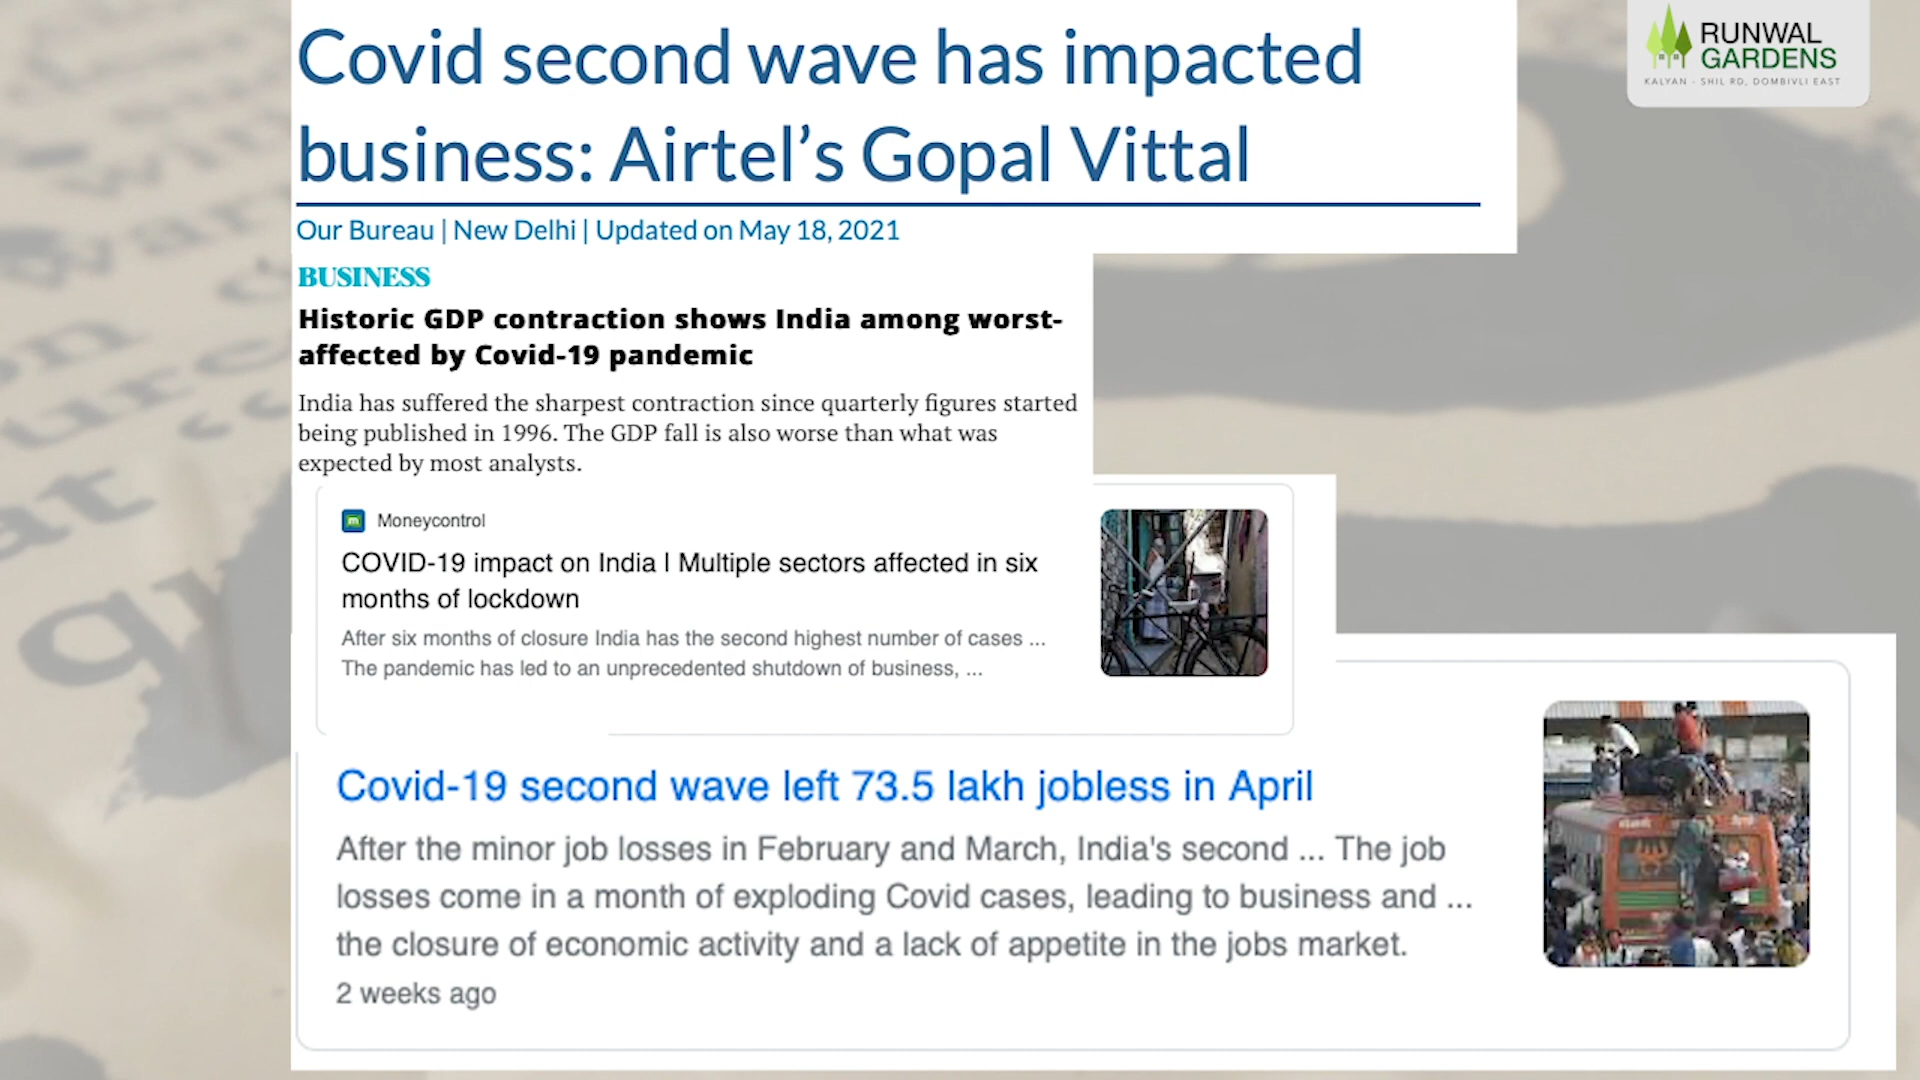 Covid second wave has impacted
business: Airtel’s Gopal Vittal
Our Bureau | New Delhi | Updated on May 18, 2021
RUNWAL
GARDENS
KALYAN - SHIL RD, DOMBIVLI EAST
BUSINESS
Historic GDP contraction shows India among worst-
affected by Covid-19 pandemic
India has suffered the sharpest contraction since quarterly figures started
being published in 1996. The GDP fall is also worse than what was
expected by most analysts.
m Moneycontrol
COVID-19 impact on India | Multiple sectors affected in six
months of lockdown
After six months of closure India has the second highest number of cases ...
The pandemic has led to an unprecedented shutdown of business, ...
Covid-19 second wave left 73.5 lakh jobless in April
After the minor job losses in February and March, India's second ... The job
losses come in a month of exploding Covid cases, leading to business and ...
the closure of economic activity and a lack of appetite in the jobs market.
2 weeks ago